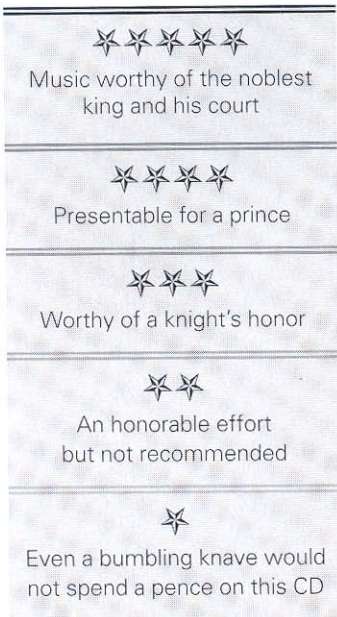 Music worthy of the noblest
king and his court
Presentable for a prince
Worthy of a knight's honor
An honorable effort
but not recommended
Even a bumbling knave would
not spend a pence on this CD